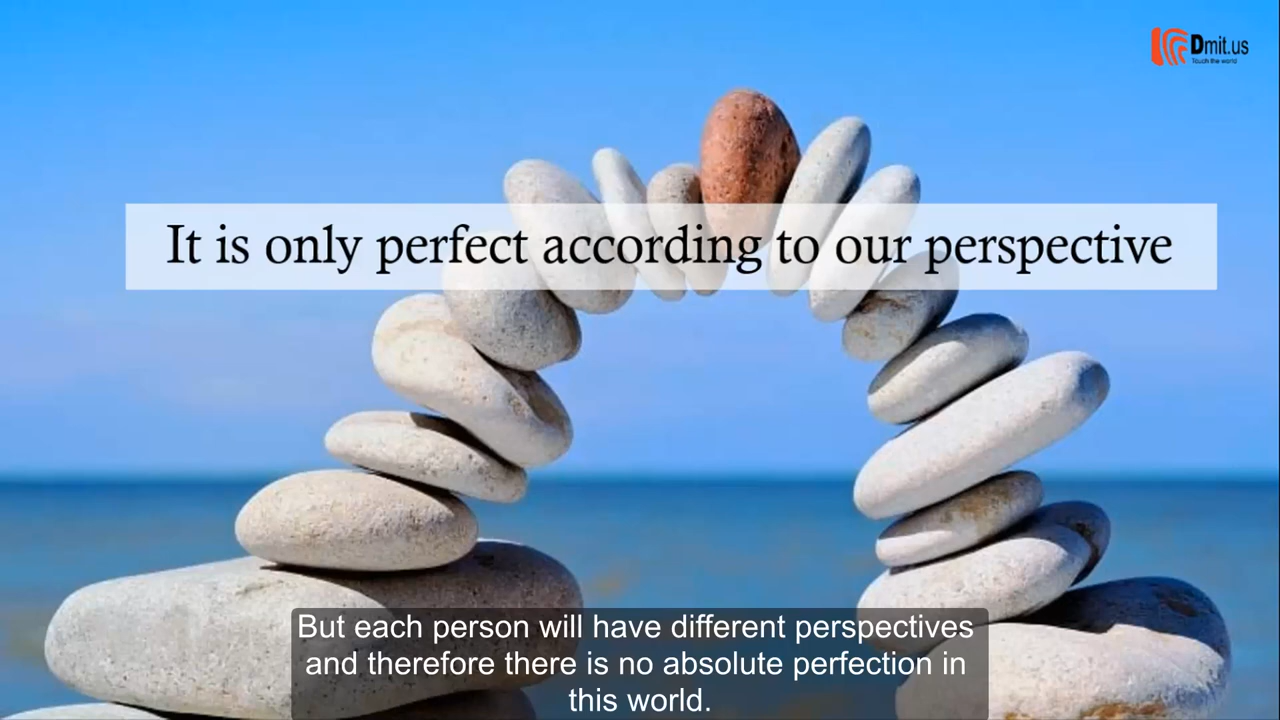 Dmit.us
Touch the world
It is only perfect according to our perspective
But each person will have different perspectives
and therefore there is no absolute perfection in
this world.